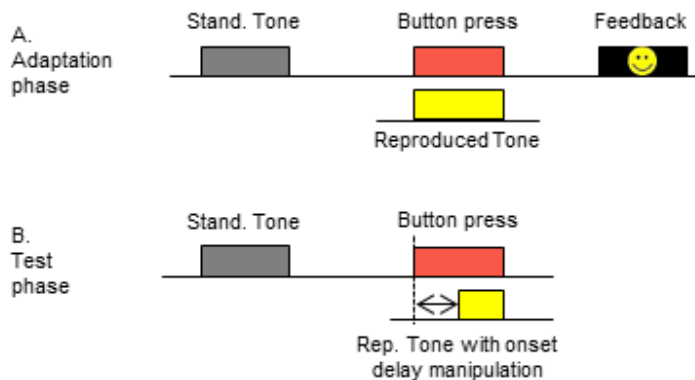 A.
Adaptation
phase
Stand. Tone
Button press
Feedback
Reproduced Tone
B.
Test
phase
Stand. Tone
Button press
Rep. Tone with onset
delay manipulation